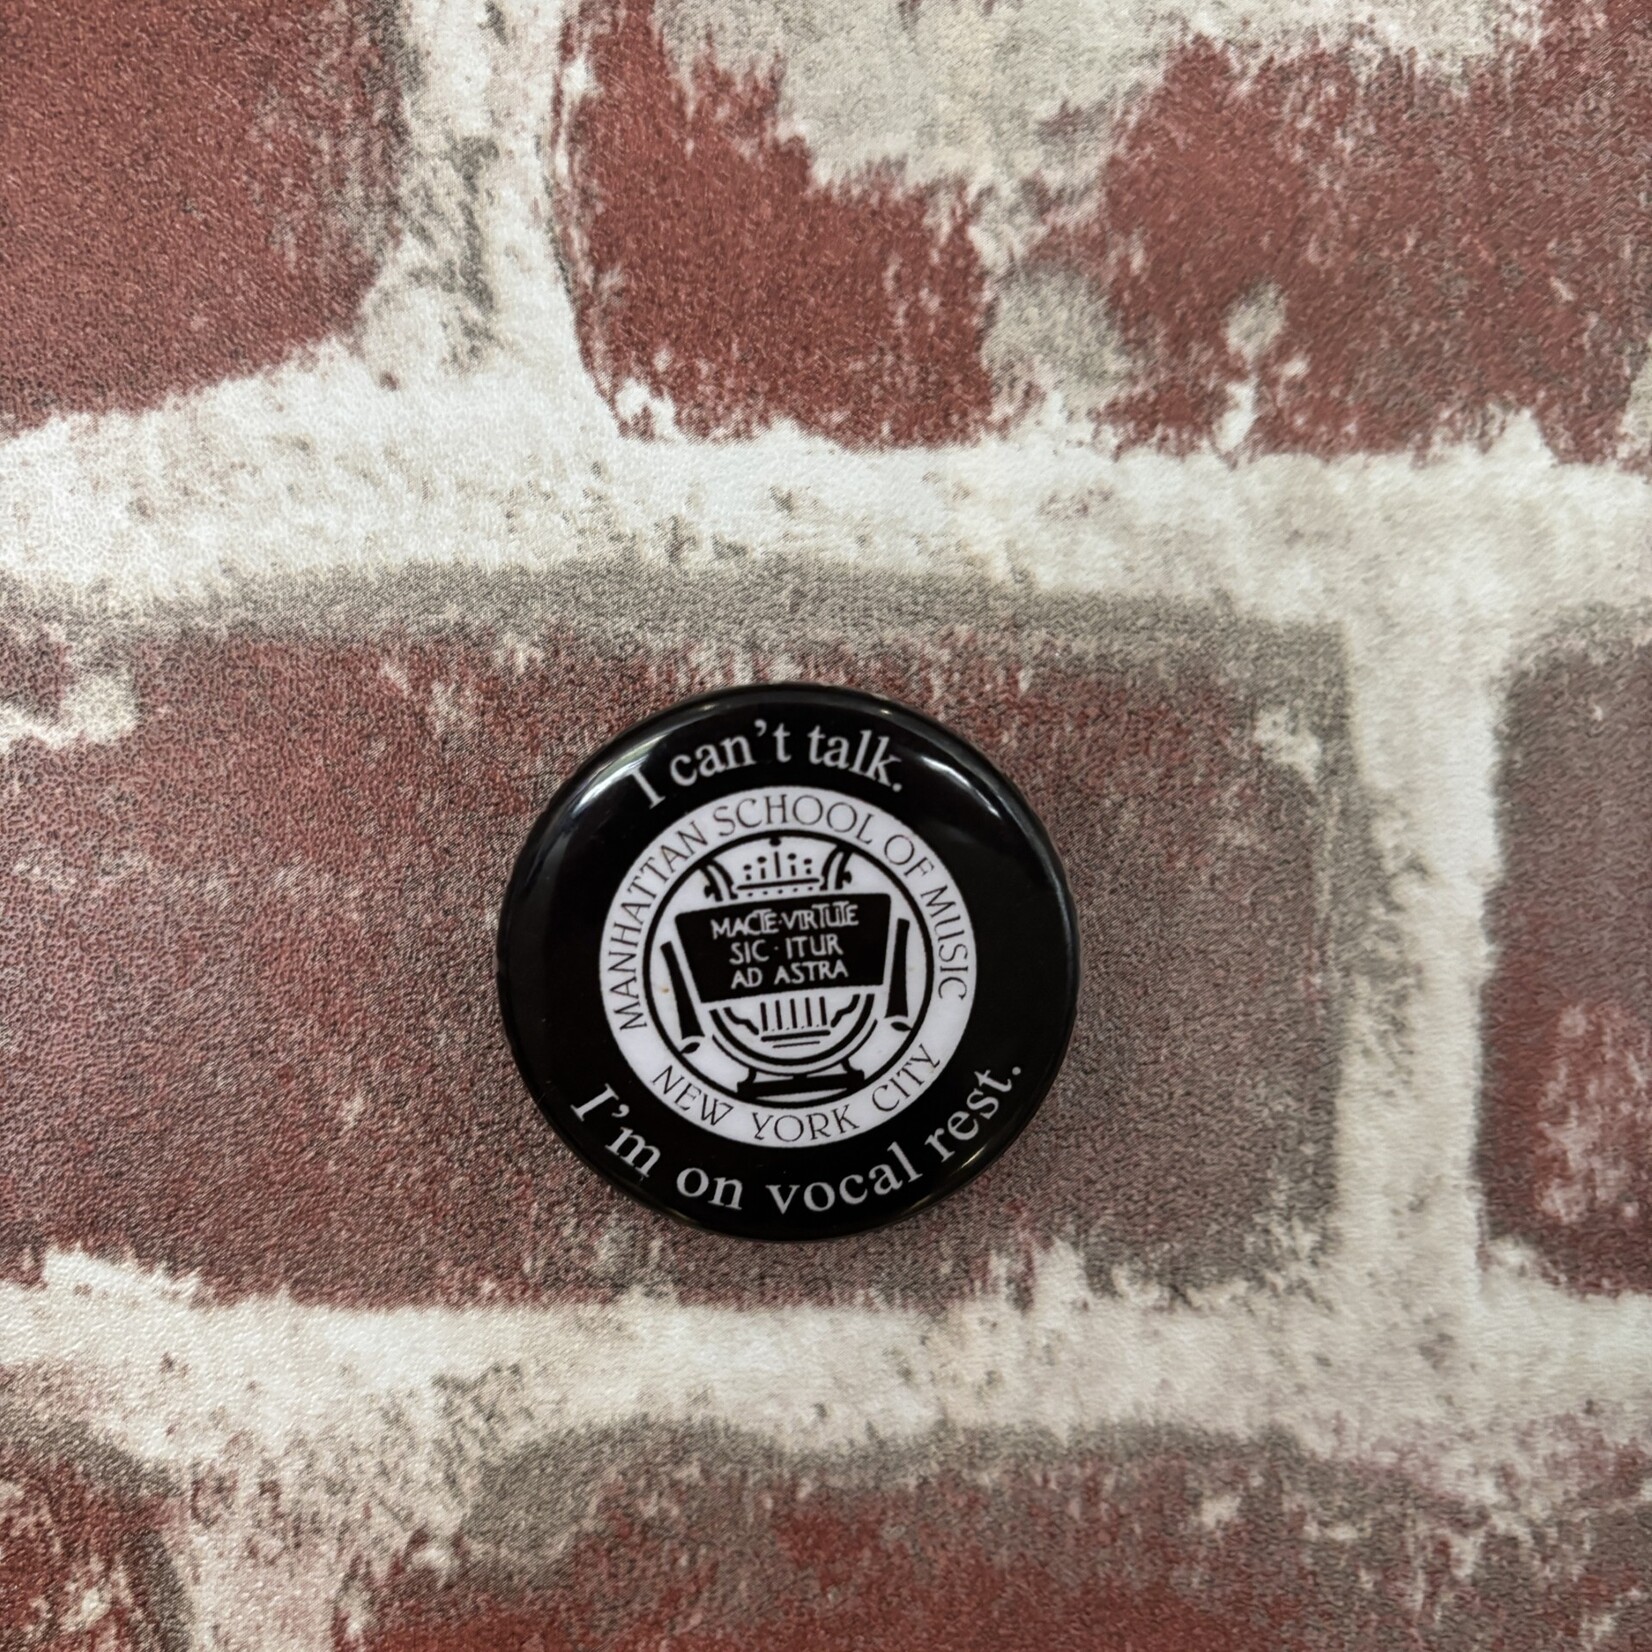 I can't talk.
MANHATTAN SCHOOL OF MUSIC
MACTE·VIRTUTE
SIC·ITUR
AD ASTRA
NEW YORK CITY
I'm on vocal rest.